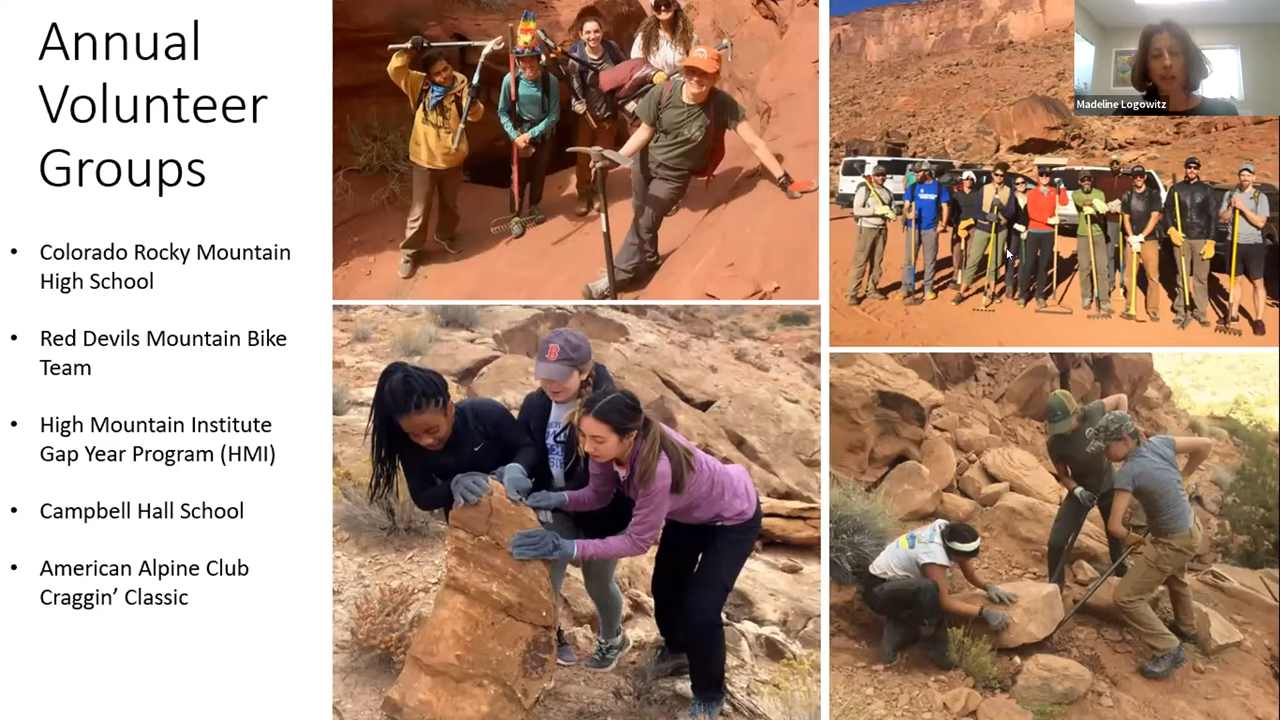 Annual
Volunteer
Groups
• Colorado Rocky Mountain
High School
• Red Devils Mountain Bike
Team
• High Mountain Institute
Gap Year Program (HMI)
• Campbell Hall School
• American Alpine Club
Craggin’ Classic
Madeline Logowitz
B